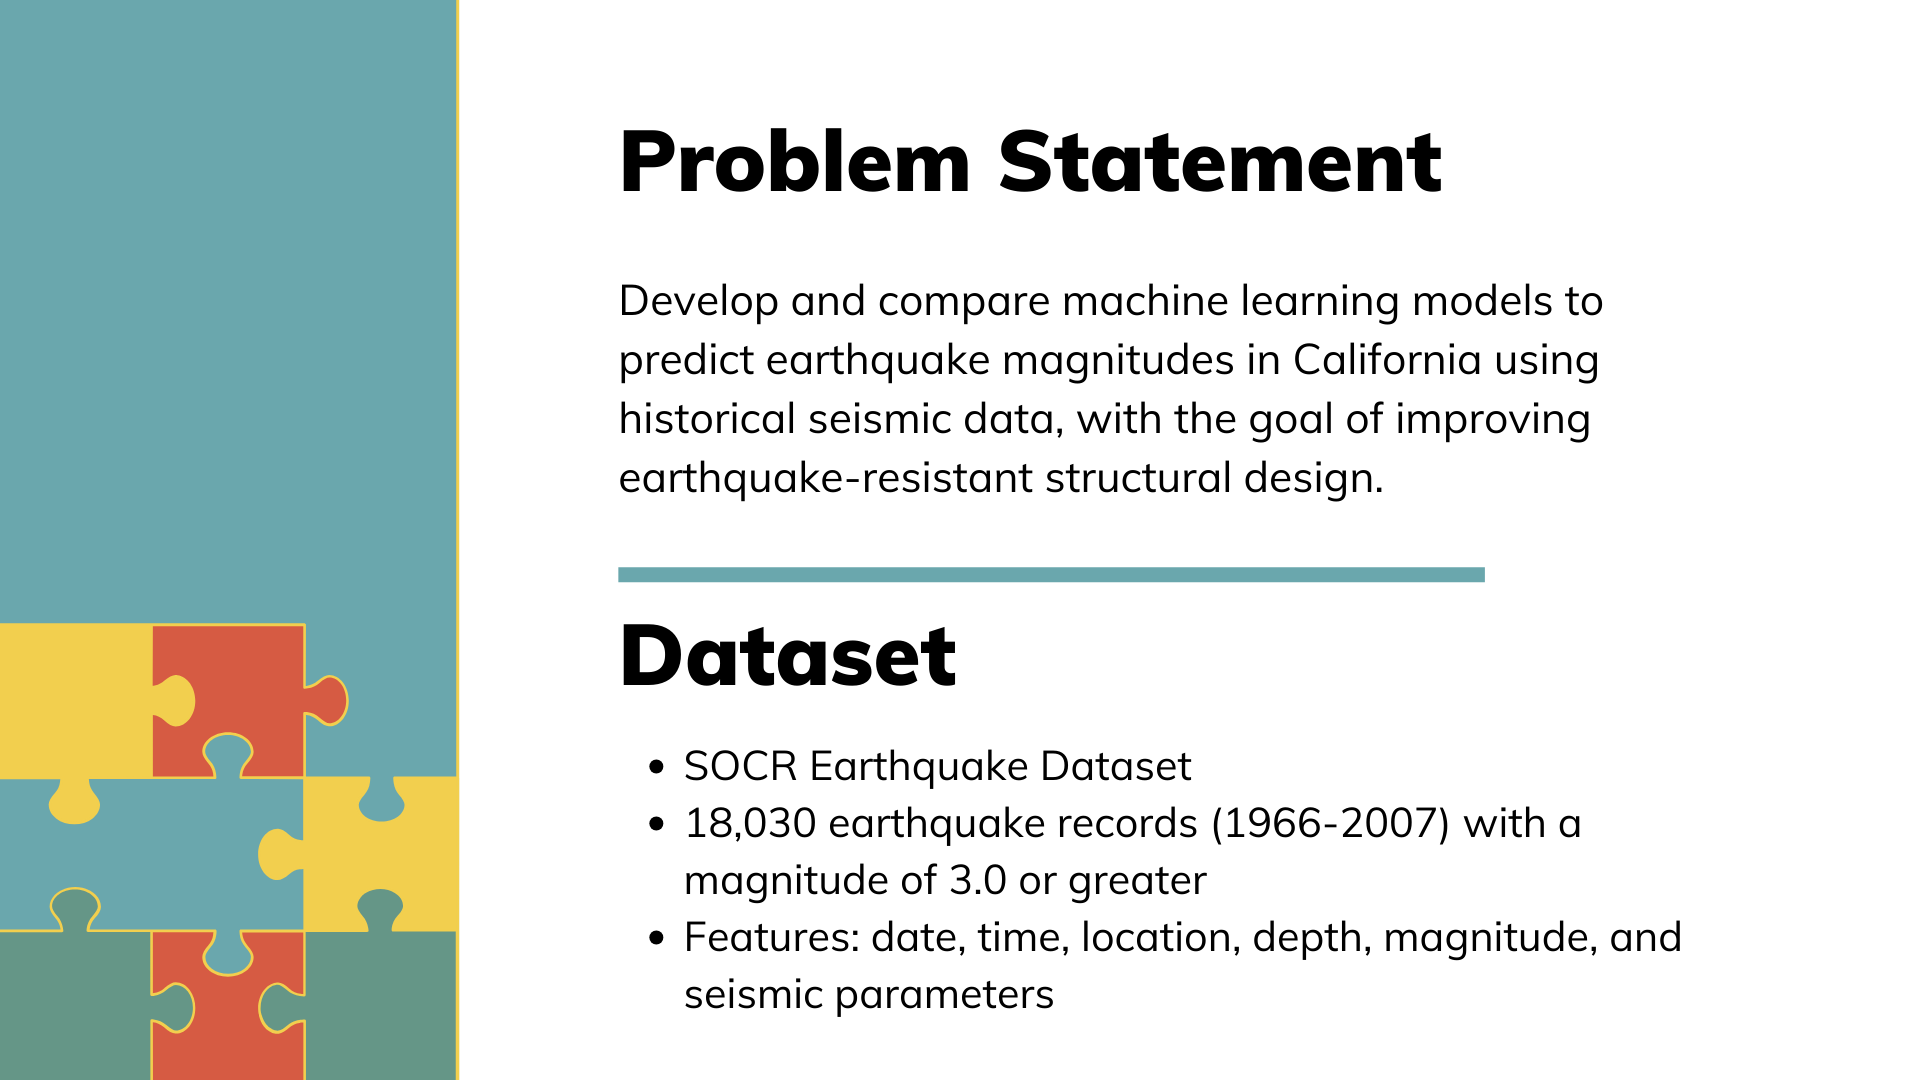 Problem Statement
Develop and compare machine learning models to
predict earthquake magnitudes in California using
historical seismic data, with the goal of improving
earthquake-resistant structural design.
Dataset
• SOCR Earthquake Dataset
• 18,030 earthquake records (1966-2007) with a
magnitude of 3.0 or greater
• Features: date, time, location, depth, magnitude, and
seismic parameters